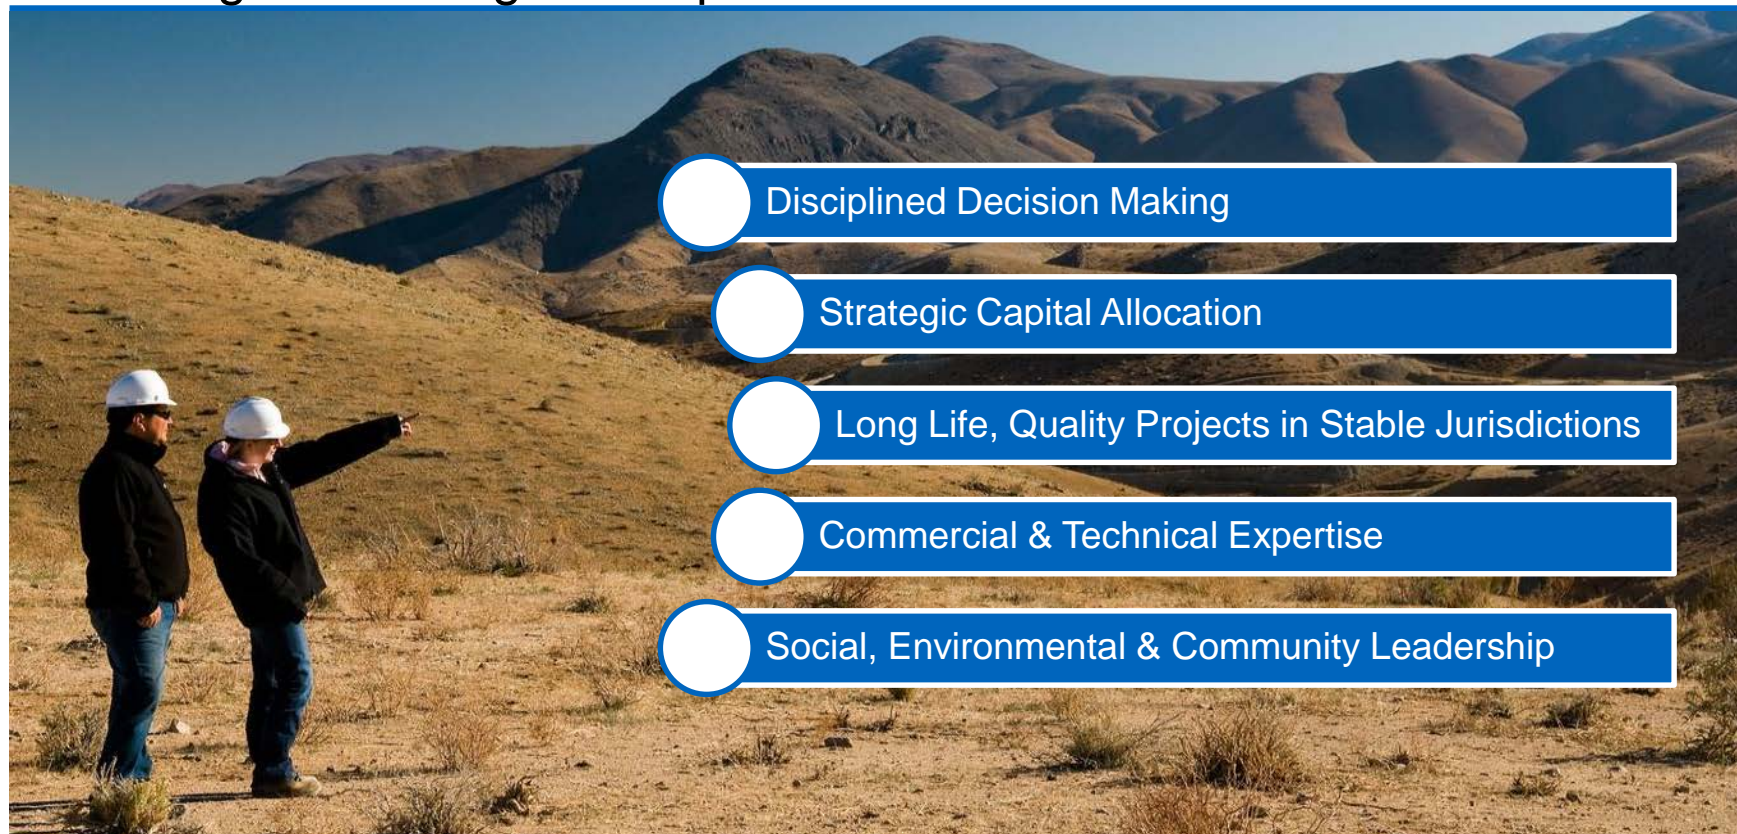 Disciplined Decision Making
Strategic Capital Allocation
Long Life, Quality Projects in Stable Jurisdictions
Commercial & Technical Expertise
Social, Environmental & Community Leadership